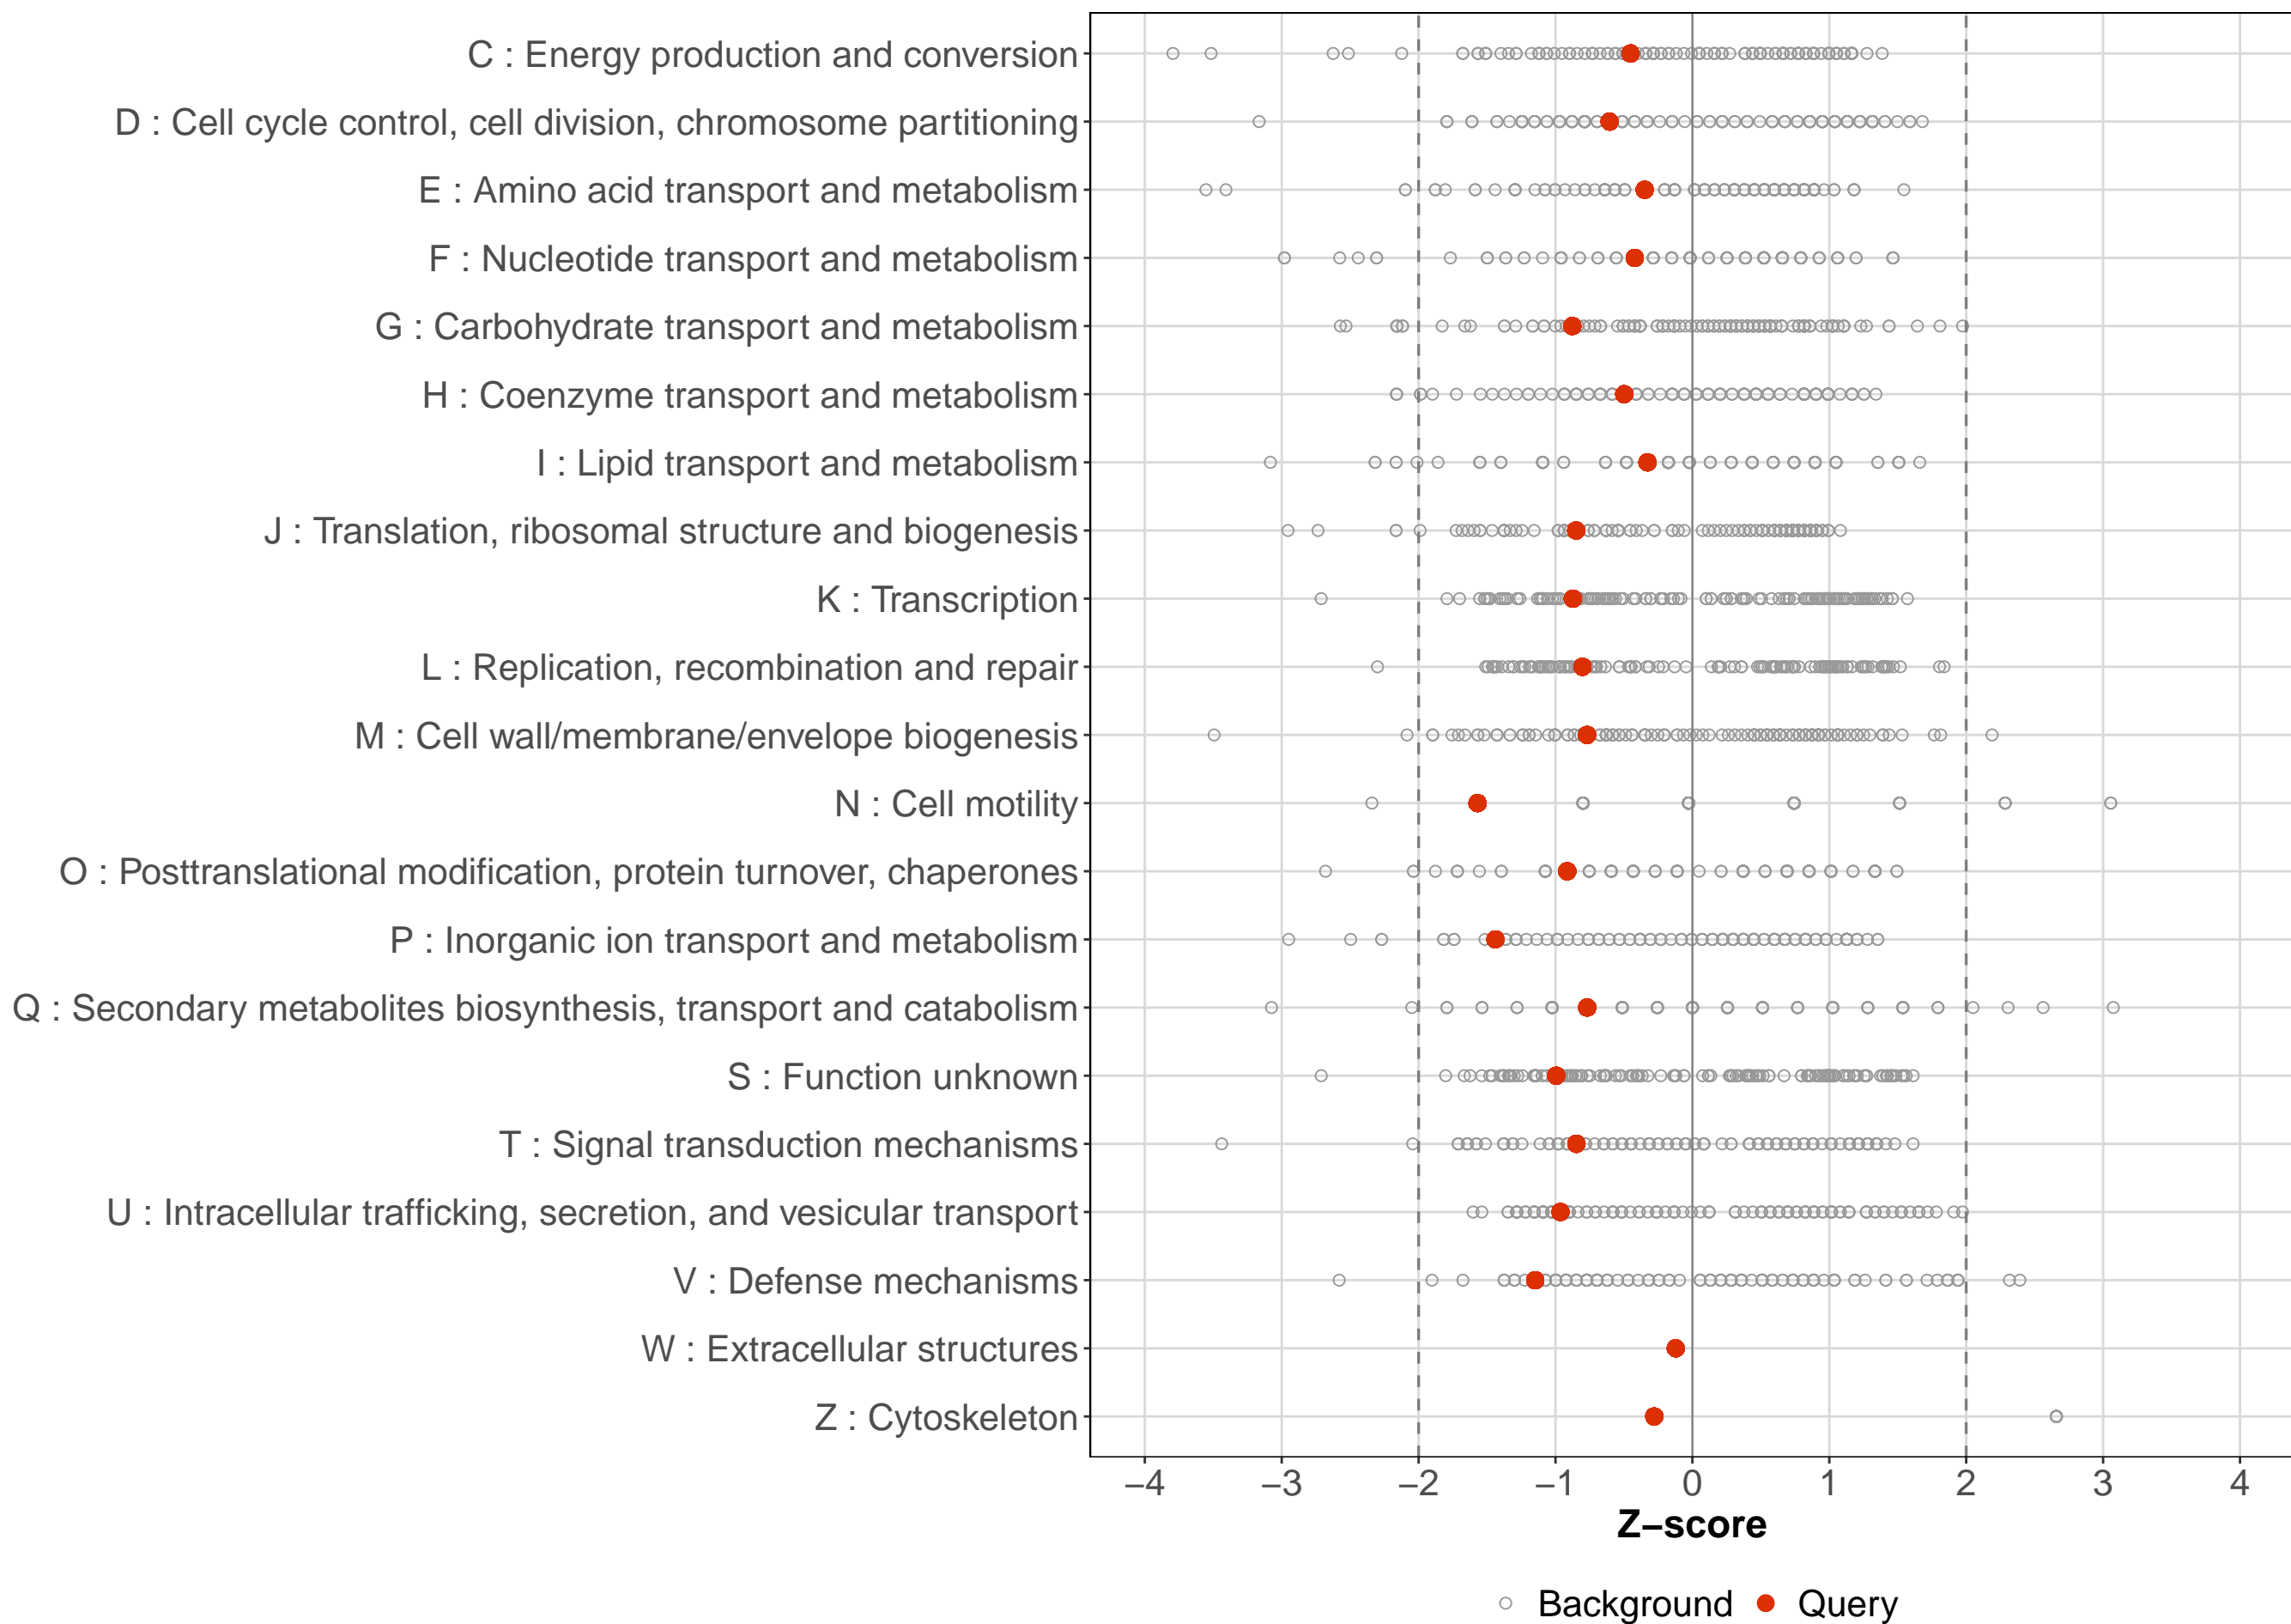 C : Energy production and conversion
D : Cell cycle control, cell division, chromosome partitioning
E : Amino acid transport and metabolism
F : Nucleotide transport and metabolism
G : Carbohydrate transport and metabolism
H : Coenzyme transport and metabolism
I : Lipid transport and metabolism
J : Translation, ribosomal structure and biogenesis
K : Transcription
L : Replication, recombination and repair
M : Cell wall/membrane/envelope biogenesis
N : Cell motility
O : Posttranslational modification, protein turnover, chaperones
P : Inorganic ion transport and metabolism
Q : Secondary metabolites biosynthesis, transport and catabolism
S : Function unknown
T : Signal transduction mechanisms
U : Intracellular trafficking, secretion, and vesicular transport
V : Defense mechanisms
W : Extracellular structures
Z : Cytoskeleton
−4 −3 −2 −1 0 1 2 3 4
Z−score
Background Query